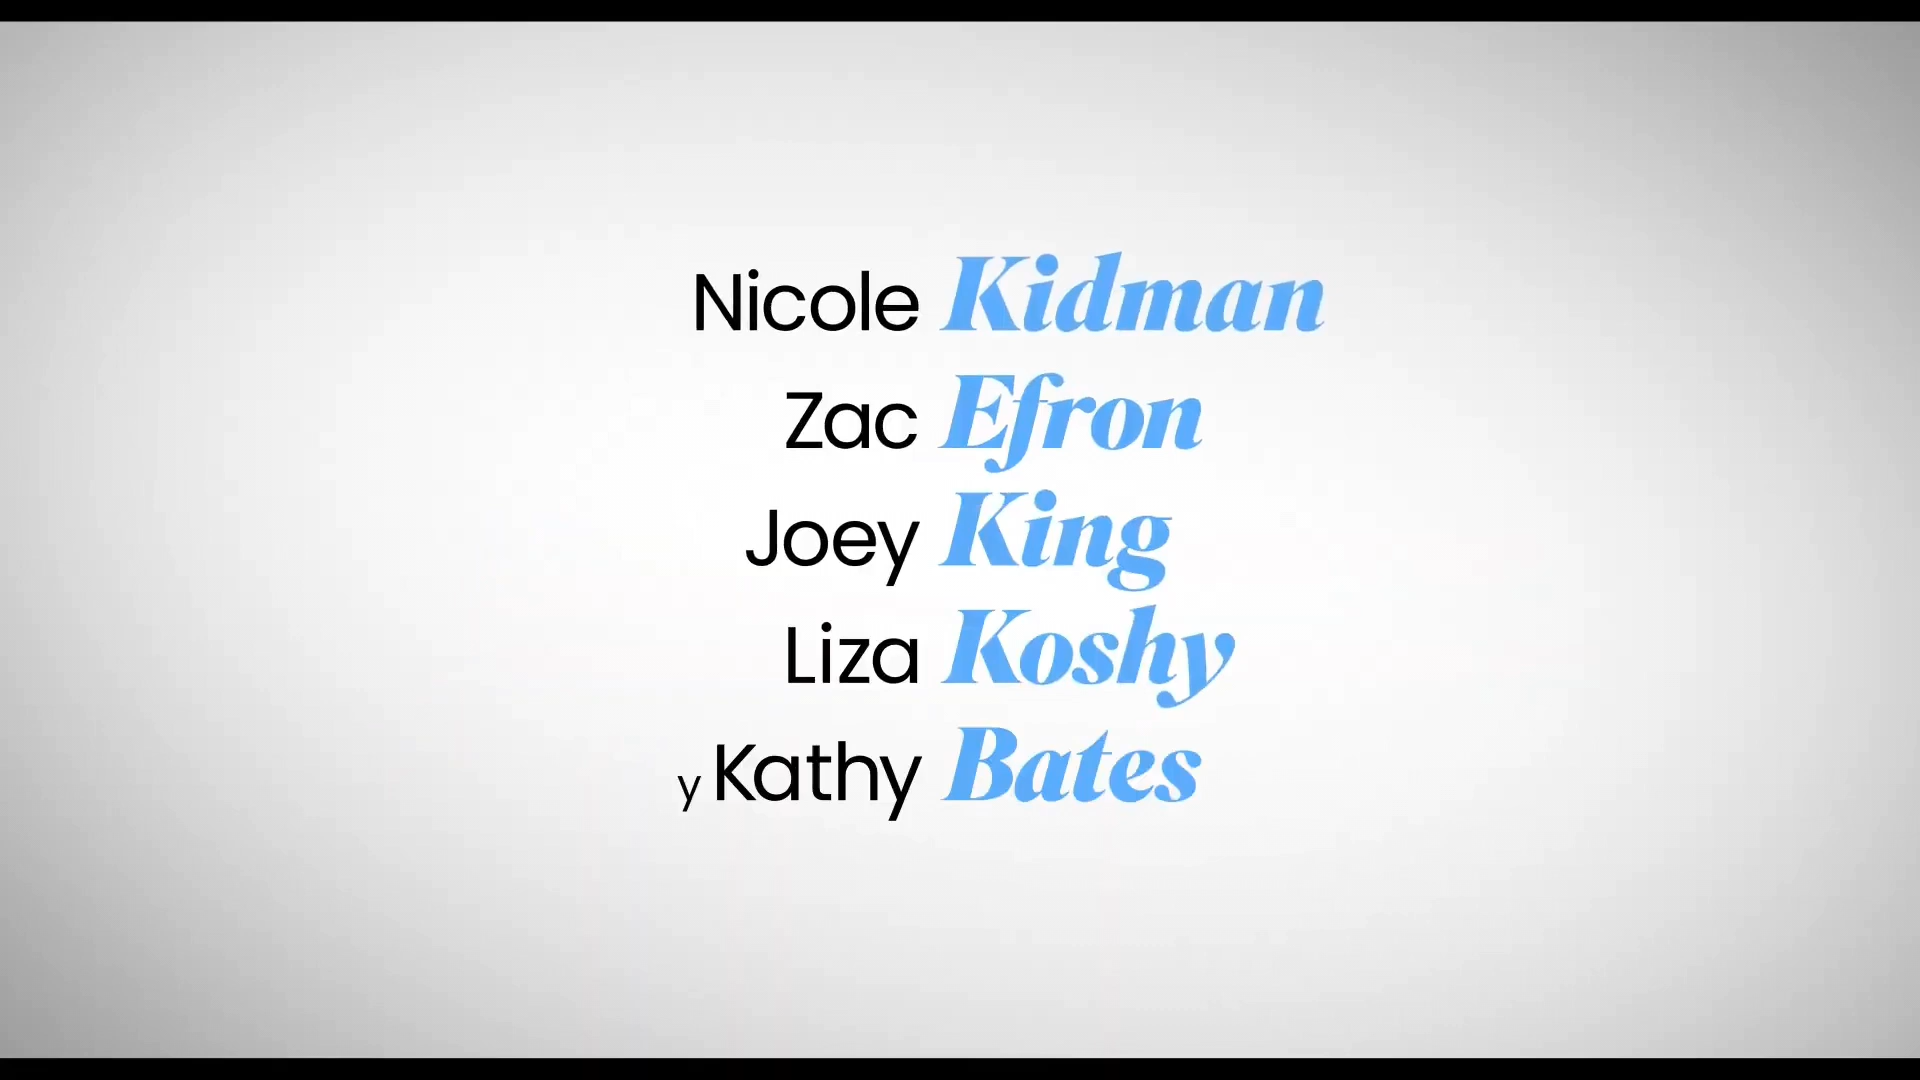 Nicole Kidman
Zac Efron
Joey King
Liza Koshy
y Kathy Bates